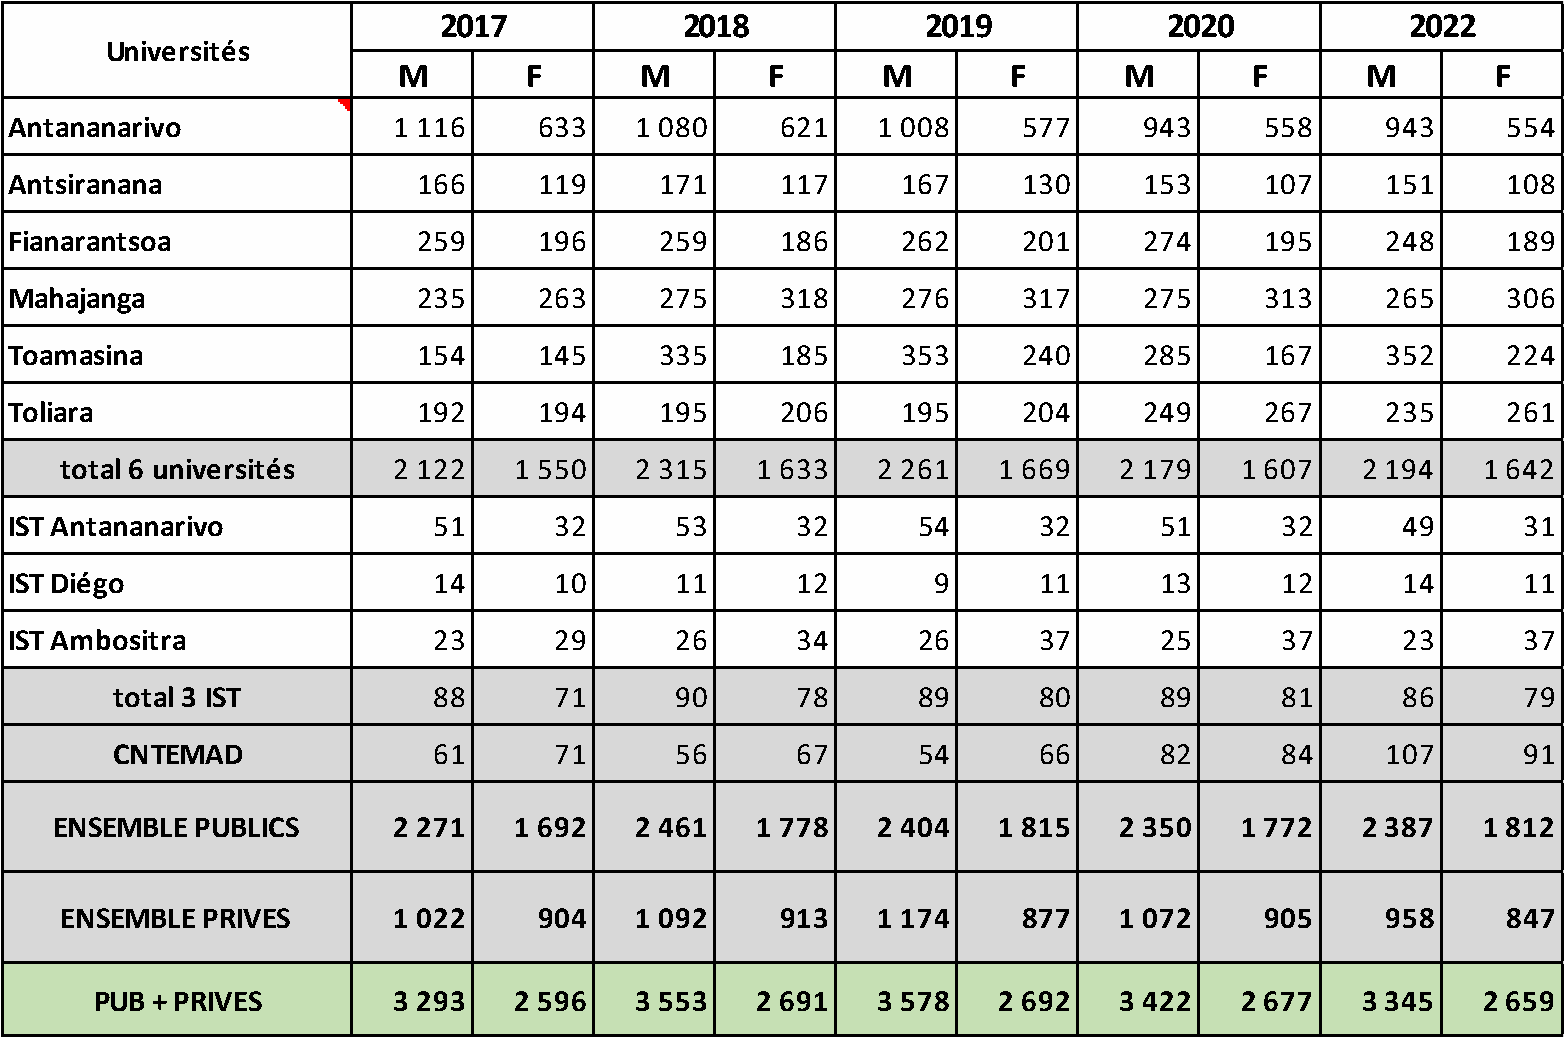 Universités 2017 2018 2019 2020 2022
M F M F M F M F M F
Antananarivo 1 116 633 1 080 621 1 008 577 943 558 943 554
Antsiranana 166 119 171 117 167 130 153 107 151 108
Fianarantsoa 259 196 259 186 262 201 274 195 248 189
Mahajanga 235 263 275 318 276 317 275 313 265 306
Toamasina 154 145 335 185 353 240 285 167 352 224
Toliara 192 194 195 206 195 204 249 267 235 261
total 6 universités 2 122 1 550 2 315 1 633 2 261 1 669 2 179 1 607 2 194 1 642
IST Antananarivo 51 32 53 32 54 32 51 32 49 31
IST Diégo 14 10 11 12 9 11 13 12 14 11
IST Ambositra 23 29 26 34 26 37 25 37 23 37
total 3 IST 88 71 90 78 89 80 89 81 86 79
CNTEMAD 61 71 56 67 54 66 82 84 107 91
ENSEMBLE PUBLICS 2 271 1 692 2 461 1 778 2 404 1 815 2 350 1 772 2 387 1 812
ENSEMBLE PRIVES 1 022 904 1 092 913 1 174 877 1 072 905 958 847
PUB + PRIVES 3 293 2 596 3 553 2 691 3 578 2 692 3 422 2 677 3 345 2 659